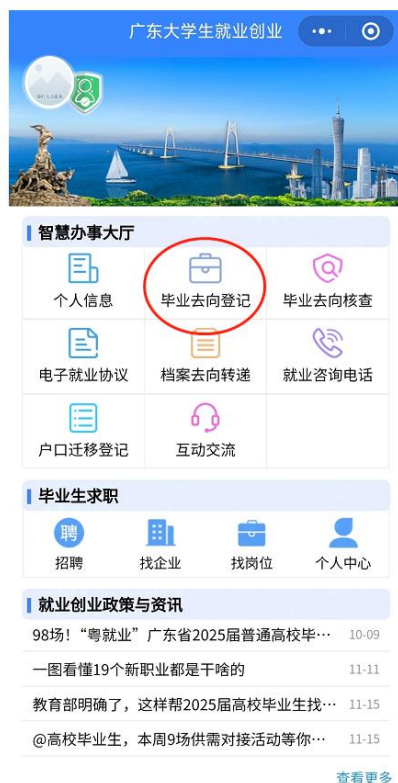 广东大学生就业创业
智慧办事大厅
个人信息
毕业去向登记
毕业去向核查
电子就业协议
档案去向转递
就业咨询电话
户口迁移登记
互动交流
毕业生求职
聘
招聘
找企业
找岗位
个人中心
就业创业政策与资讯
98场！“粤就业”广东省2025届普通高校毕… 10-09
一图看懂19个新职业都是干啥的 11-11
教育部明确了，这样帮2025届高校毕业生找… 11-15
@高校毕业生，本周9场供需对接活动等你… 11-15
查看更多